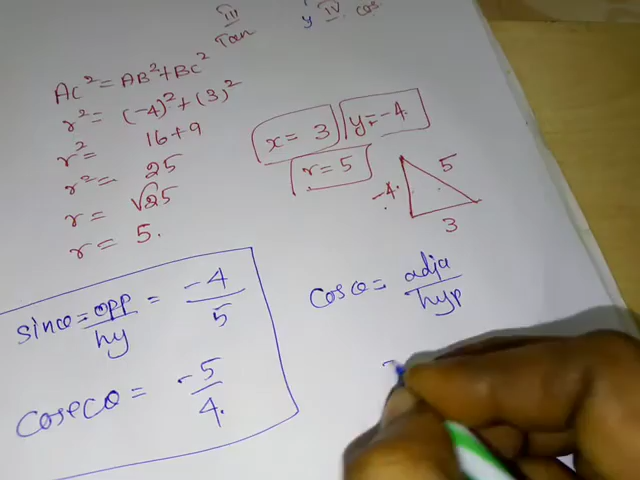 III
Tan
y IV cos
AC² = AB² + BC²
r² = (-4)² + (3)²
r² = 16 + 9
r² = 25
r = √25
r = 5.
x = 3 y = -4
r = 5
-4 5
3
sinθ = opp/hy = -4/5
cosecθ = -5/4.
cosθ = adja/hyp